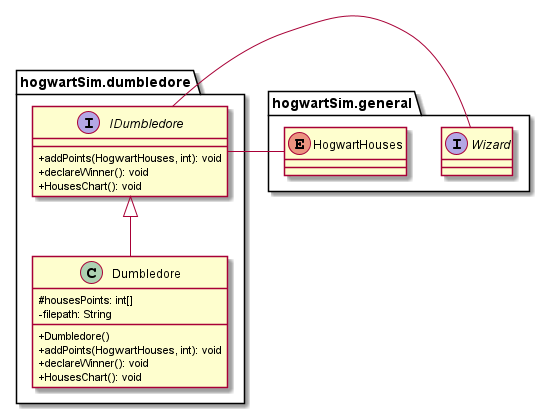 hogwartSim.dumbledore
I IDumbledore
+addPoints(HogwartHouses, int): void
+declareWinner(): void
+HousesChart(): void
C Dumbledore
#housesPoints: int[]
-filepath: String
+Dumbledore()
+addPoints(HogwartHouses, int): void
+declareWinner(): void
+HousesChart(): void
hogwartSim.general
E HogwartHouses
I Wizard